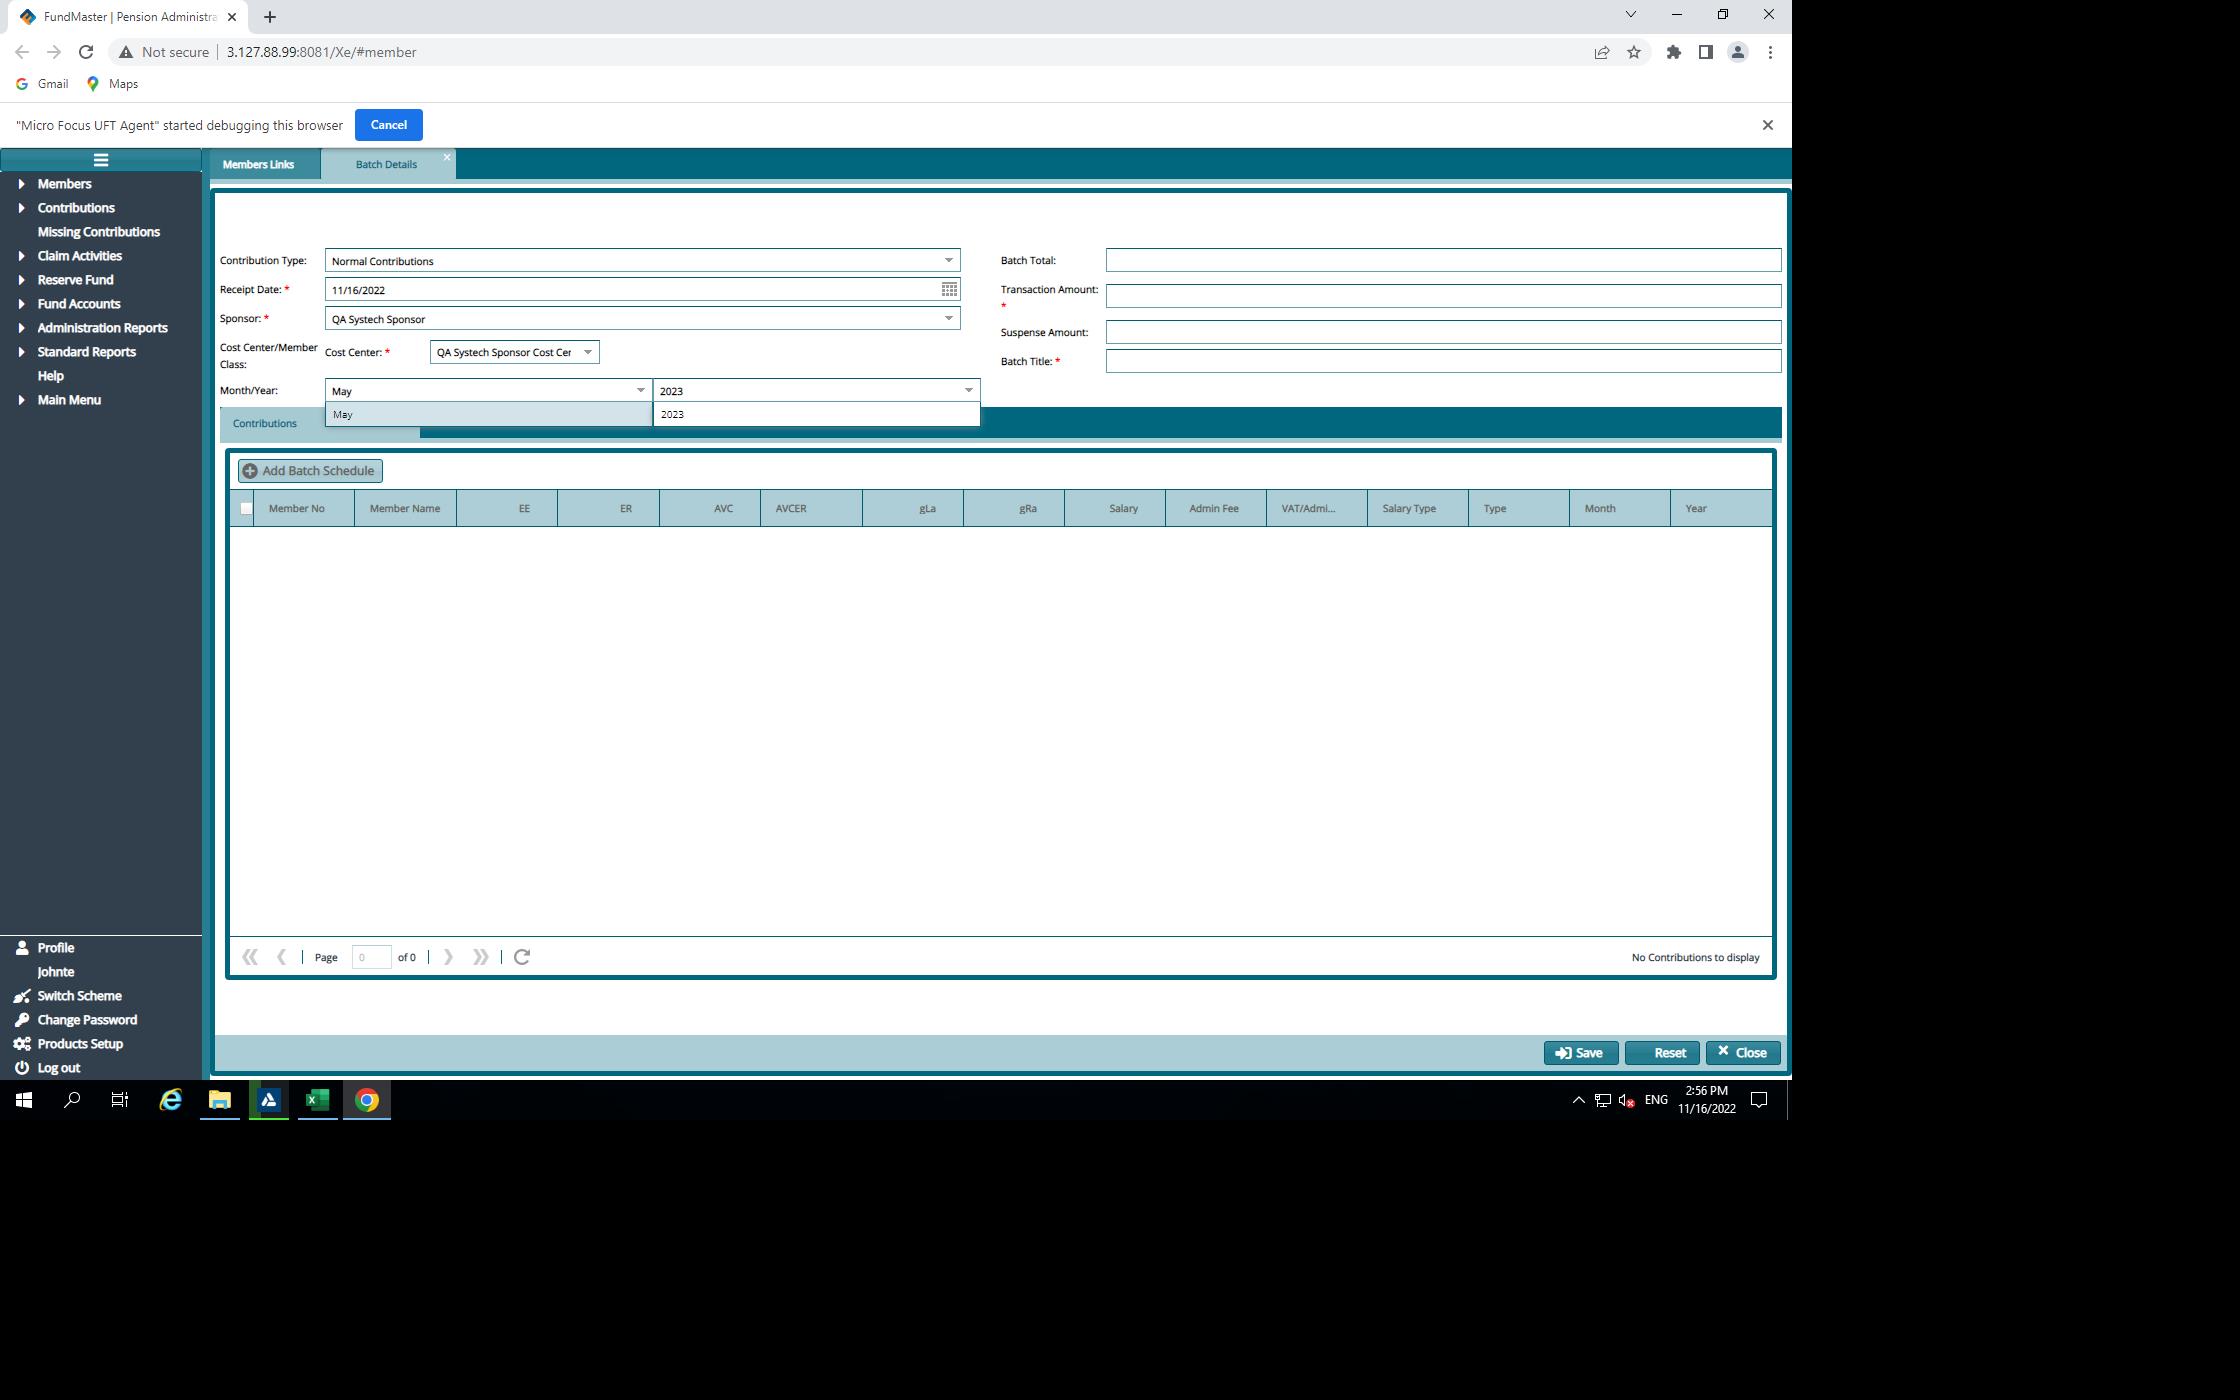 FundMaster | Pension Administra
Not secure
3.127.88.99:8081/Xe/#member
Gmail
Maps
"Micro Focus UFT Agent" started debugging this browser
Cancel
Members Links
Batch Details
Members
Contributions
Missing Contributions
Claim Activities
Reserve Fund
Fund Accounts
Administration Reports
Standard Reports
Help
Main Menu
Contribution Type:
Normal Contributions
Batch Total:
Receipt Date: *
11/16/2022
Transaction Amount:
*
Sponsor: *
QA Systech Sponsor
Suspense Amount:
Cost Center/Member
Class:
Cost Center: *
QA Systech Sponsor Cost Cer
Batch Title: *
Month/Year:
May
2023
May
2023
Contributions
Add Batch Schedule
Member No
Member Name
EE
ER
AVC
AVCER
gLa
gRa
Salary
Admin Fee
VAT/Admi...
Salary Type
Type
Month
Year
Page
0
of 0
No Contributions to display
Save
Reset
Close
Profile
Johnte
Switch Scheme
Change Password
Products Setup
Log out
ENG
2:56 PM
11/16/2022